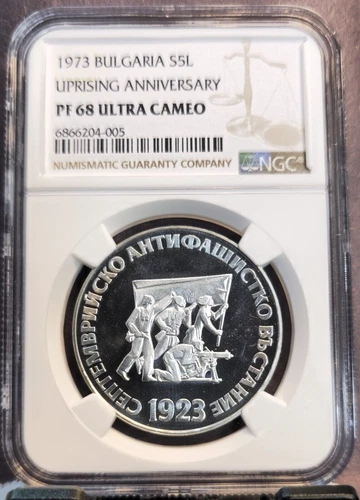 1973 BULGARIA S5L
UPRISING ANNIVERSARY
PF 68 ULTRA CAMEO
6866204-005
NUMISMATIC GUARANTY COMPANY
NGC
СЕПТЕМВРИЙСКО АНТИФАШИСТКО ВЪСТАНИЕ
1923